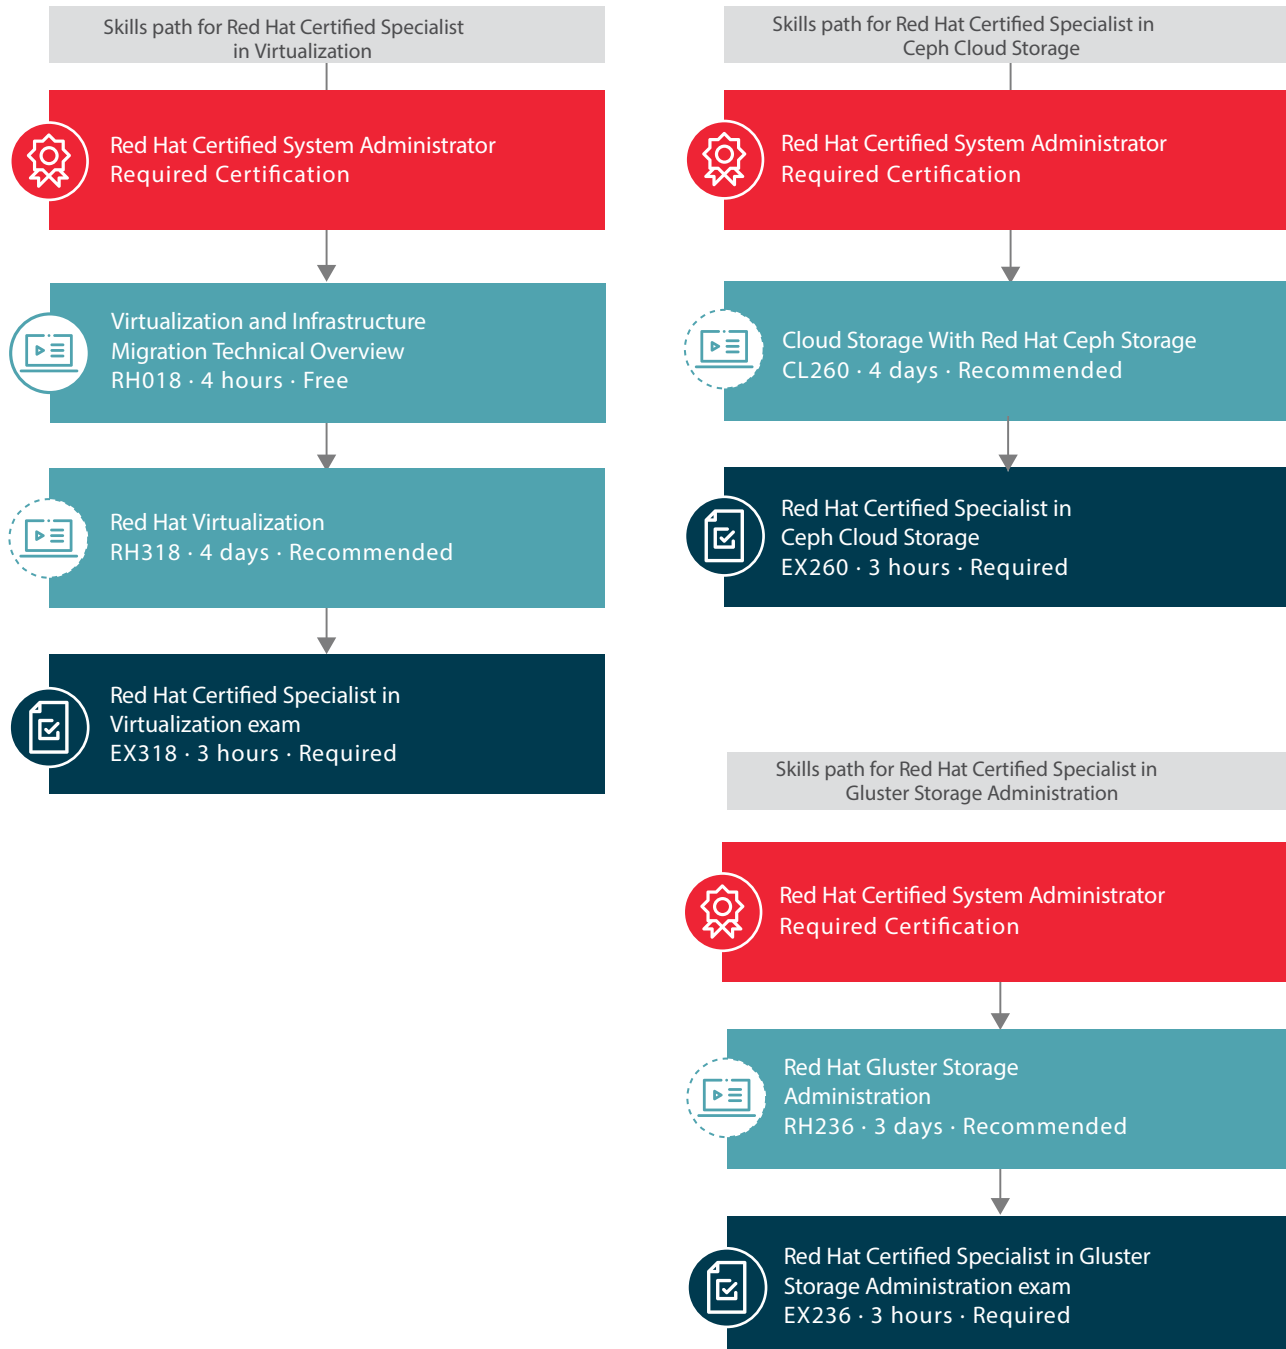 Skills path for Red Hat Certified Specialist
in Virtualization
Red Hat Certified System Administrator
Required Certification
Virtualization and Infrastructure
Migration Technical Overview
RH018 · 4 hours · Free
Red Hat Virtualization
RH318 · 4 days · Recommended
Red Hat Certified Specialist in
Virtualization exam
EX318 · 3 hours · Required
Skills path for Red Hat Certified Specialist in
Ceph Cloud Storage
Red Hat Certified System Administrator
Required Certification
Cloud Storage With Red Hat Ceph Storage
CL260 · 4 days · Recommended
Red Hat Certified Specialist in
Ceph Cloud Storage
EX260 · 3 hours · Required
Skills path for Red Hat Certified Specialist in
Gluster Storage Administration
Red Hat Certified System Administrator
Required Certification
Red Hat Gluster Storage
Administration
RH236 · 3 days · Recommended
Red Hat Certified Specialist in Gluster
Storage Administration exam
EX236 · 3 hours · Required